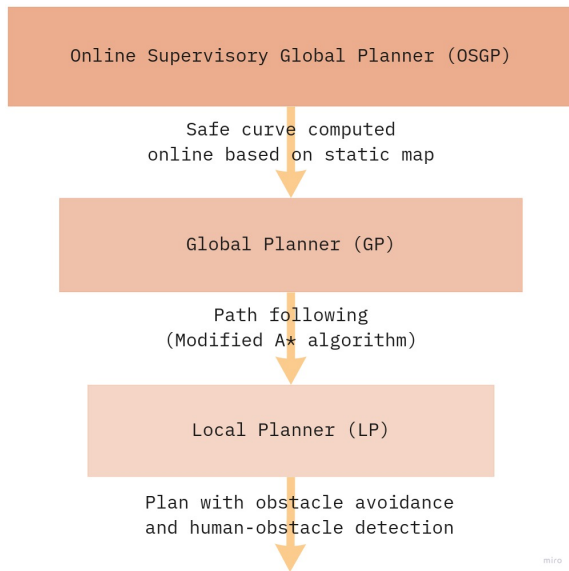 Online Supervisory Global Planner (OSGP)
Safe curve computed
online based on static map
Global Planner (GP)
Path following
(Modified A* algorithm)
Local Planner (LP)
Plan with obstacle avoidance
and human-obstacle detection
miro